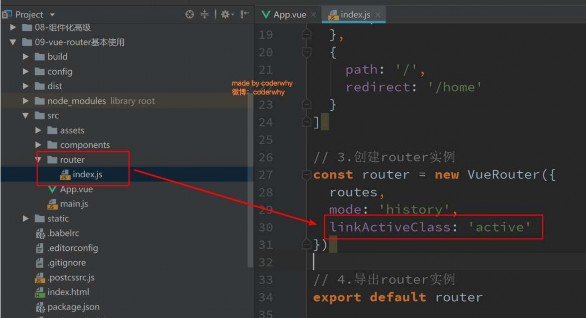 Project
08-组件化高级
09-vue-router基本使用
build
config
dist
node_modules library root
src
assets
components
router
index.js
App.vue
main.js
static
.babelrc
.editorconfig
.gitignore
.postcssrc.js
index.html
package.json
made by coderwhy
微博：coderwhy
App.vue
index.js
19 },
20 {
21 path: '/',
22 redirect: '/home'
23 }
24 ]
25
26 // 3.创建router实例
27 const router = new VueRouter({
28 routes,
29 mode: 'history',
30 linkActiveClass: 'active'
31 })
32
33 // 4.导出router实例
34 export default router